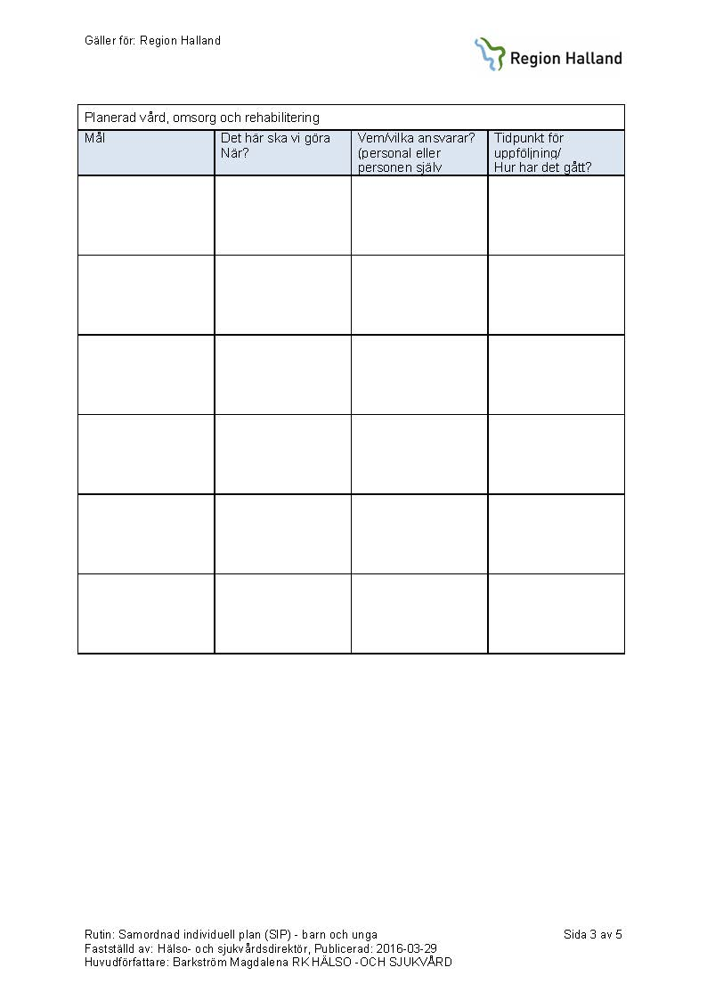 Gäller för: Region Halland
Region Halland
Planerad vård, omsorg och rehabilitering
Mål
Det här ska vi göra
När?
Vem/vilka ansvarar?
(personal eller
personen själv
Tidpunkt för
uppföljning/
Hur har det gått?
Rutin: Samordnad individuell plan (SIP) - barn och unga
Sida 3 av 5
Fastställd av: Hälso- och sjukvårdsdirektör, Publicerad: 2016-03-29
Huvudförfattare: Barkström Magdalena RK HÄLSO -OCH SJUKVÅRD